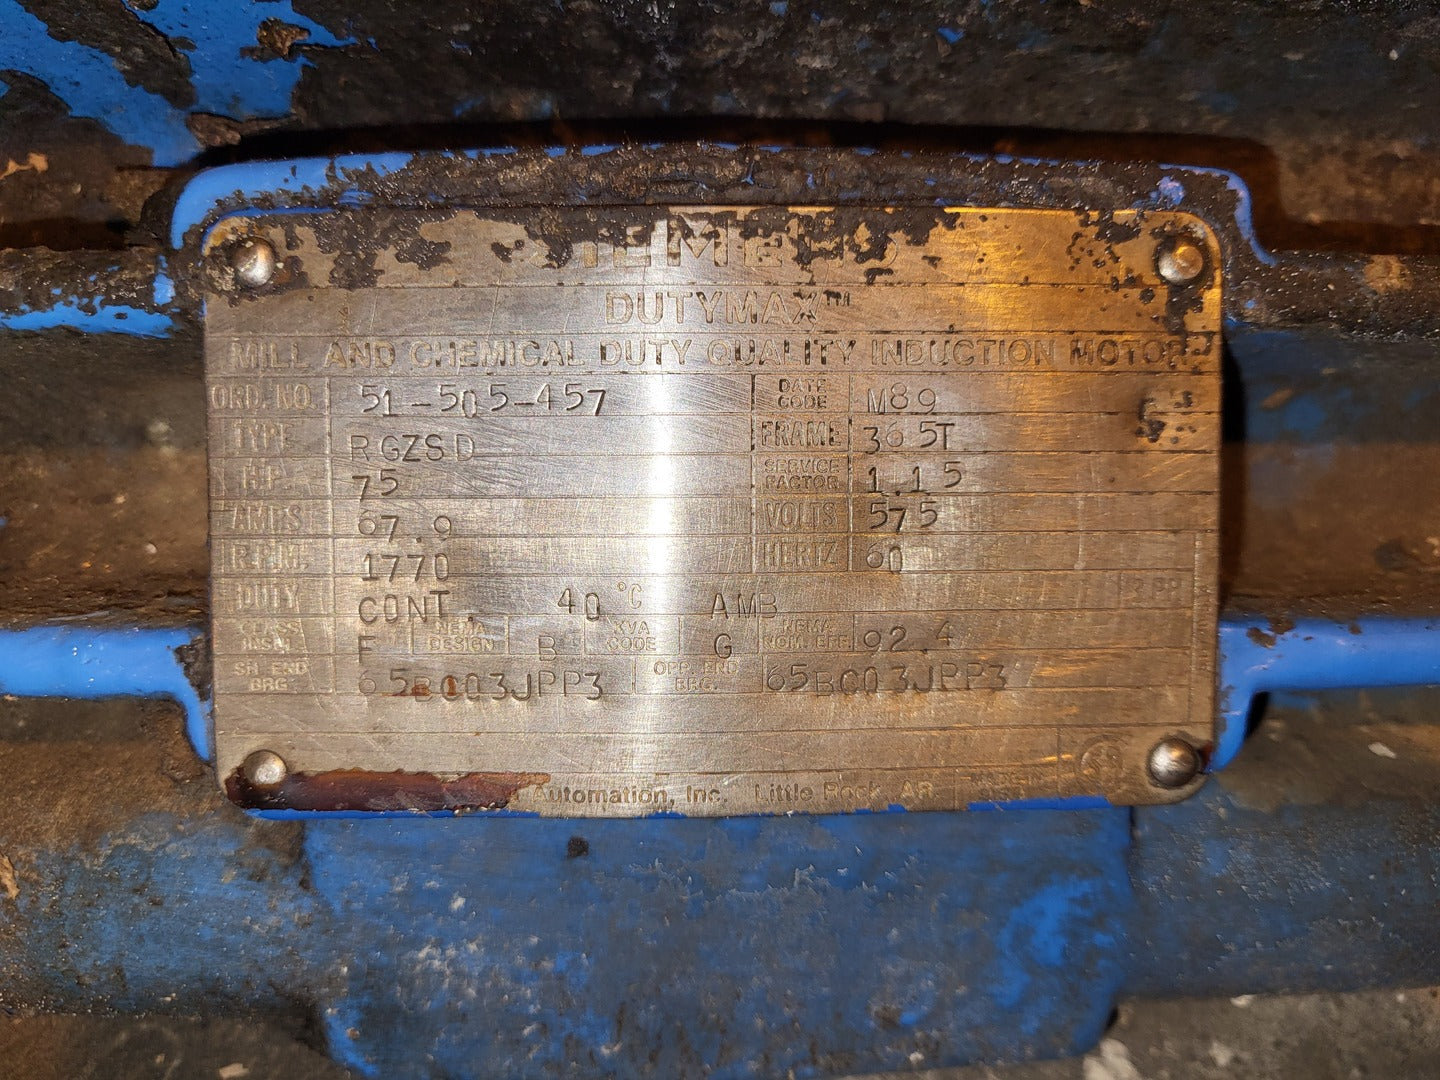 DUTYMAX™
MILL AND CHEMICAL DUTY QUALITY INDUCTION MOTOR
ORD. NO. 51-505-457 DATE CODE M89
TYPE RGZSD FRAME 365T
H.P. 75 SERVICE FACTOR 1.15
AMPS 67.9 VOLTS 575
R.P.M. 1770 HERTZ 60
DUTY CONT. 40 °C AMB
CLASS INSUL F NEMA DESIGN B KVA CODE G NEMA NOM. EFF 92.4
SH. END BRG. 65BC03JPP3 OPP. END BRG. 65BC03JPP3
Automation, Inc. Little Rock, AR MADE IN